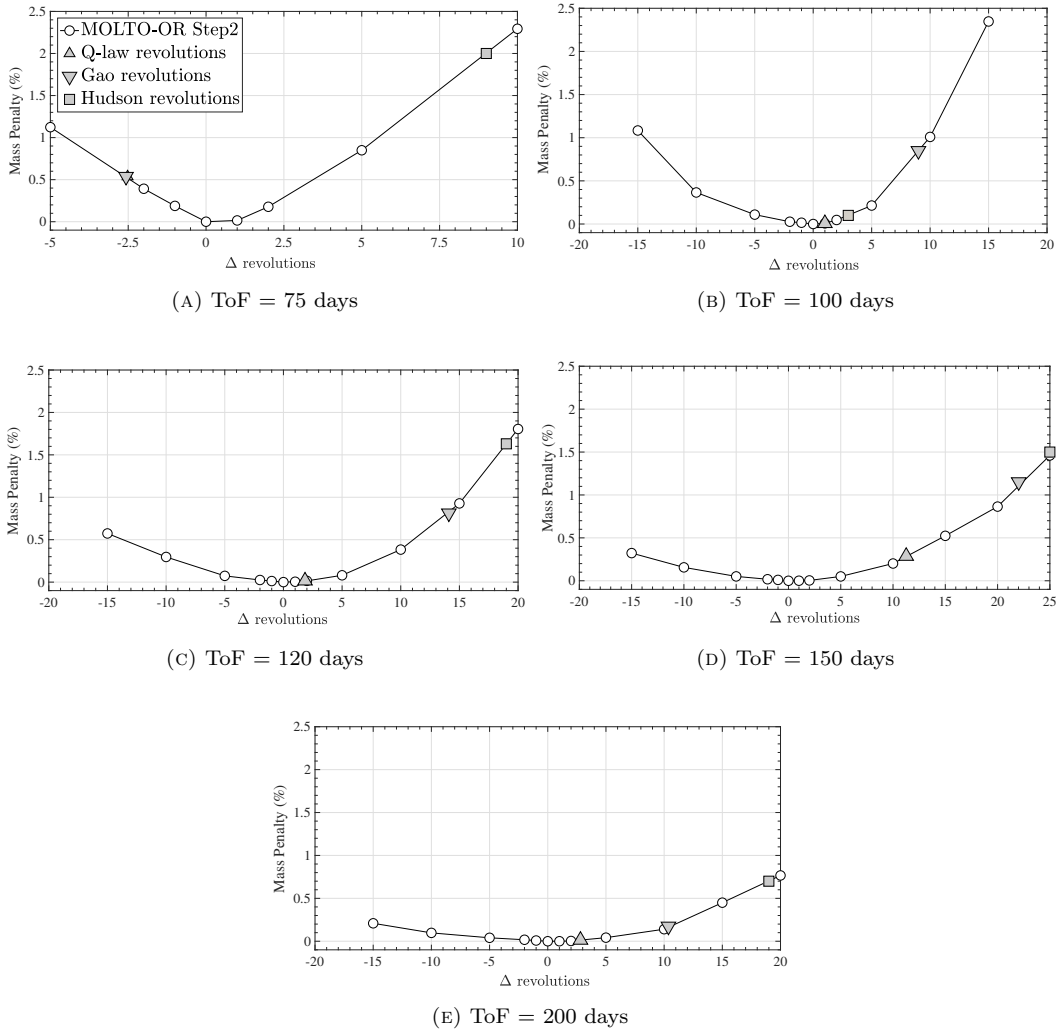 2.5
2
1.5
1
0.5
0
Mass Penalty (%)
MOLTO-OR Step2
Q-law revolutions
Gao revolutions
Hudson revolutions
-5 -2.5 0 2.5 5 7.5 10
Δ revolutions
(A) ToF = 75 days
2.5
2
1.5
1
0.5
0
Mass Penalty (%)
-20 -15 -10 -5 0 5 10 15 20
Δ revolutions
(B) ToF = 100 days
2.5
2
1.5
1
0.5
0
Mass Penalty (%)
-20 -15 -10 -5 0 5 10 15 20
Δ revolutions
(C) ToF = 120 days
2.5
2
1.5
1
0.5
0
Mass Penalty (%)
-20 -15 -10 -5 0 5 10 15 20 25
Δ revolutions
(D) ToF = 150 days
2.5
2
1.5
1
0.5
0
Mass Penalty (%)
-20 -15 -10 -5 0 5 10 15 20
Δ revolutions
(E) ToF = 200 days